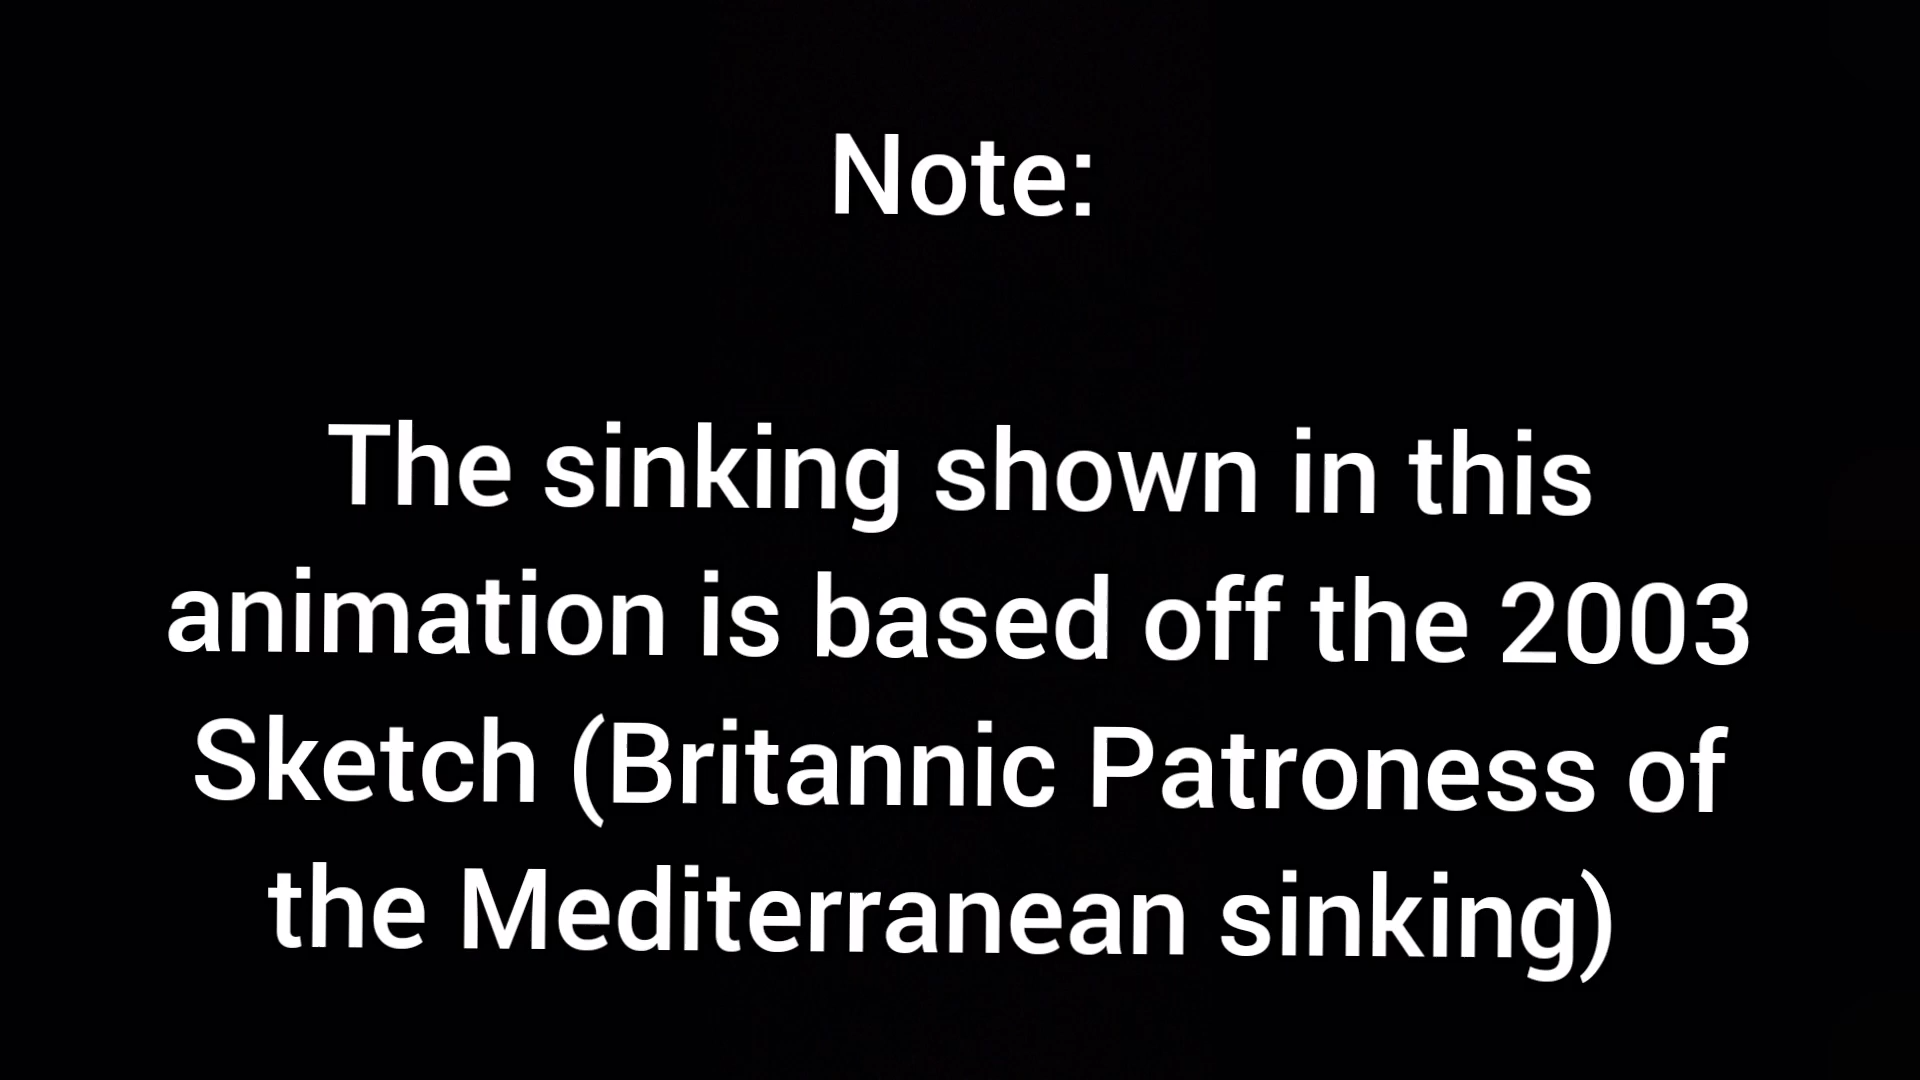 Note:
The sinking shown in this
animation is based off the 2003
Sketch (Britannic Patroness of
the Mediterranean sinking)